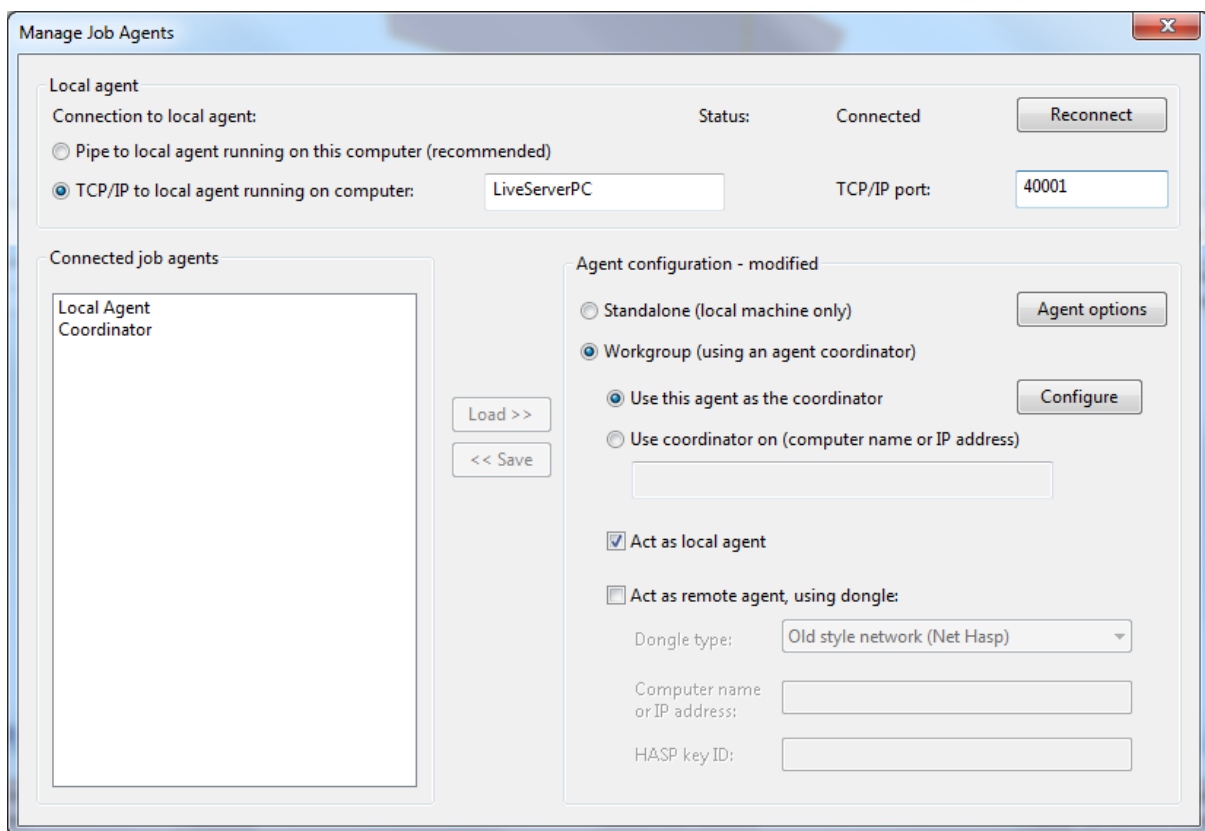 Manage Job Agents
Local agent
Connection to local agent:
Status:
Connected
Reconnect
Pipe to local agent running on this computer (recommended)
TCP/IP to local agent running on computer:
LiveServerPC
TCP/IP port:
40001
Connected job agents
Local Agent
Coordinator
Load >>
<< Save
Agent configuration - modified
Standalone (local machine only)
Agent options
Workgroup (using an agent coordinator)
Use this agent as the coordinator
Configure
Use coordinator on (computer name or IP address)
Act as local agent
Act as remote agent, using dongle:
Dongle type:
Old style network (Net Hasp)
Computer name
or IP address:
HASP key ID: